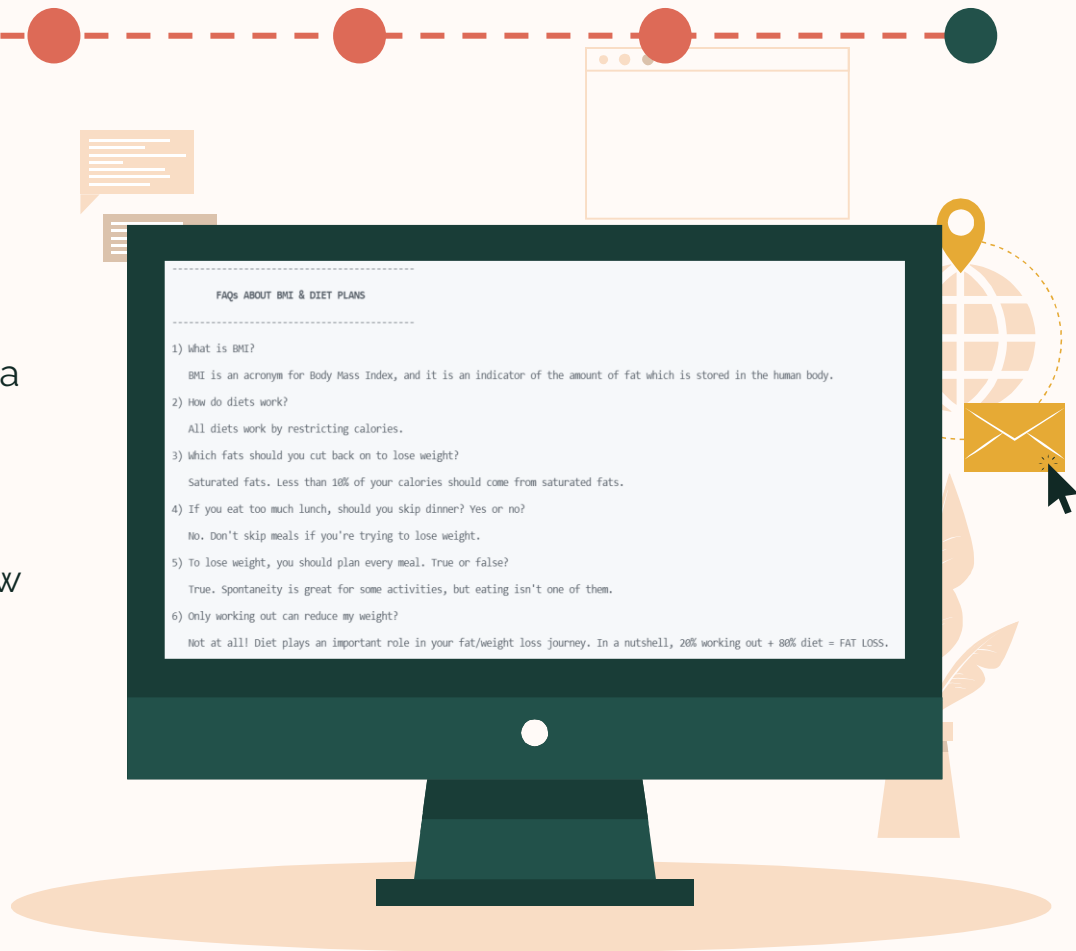 a
w
--------------------------------------------
FAQs ABOUT BMI & DIET PLANS
--------------------------------------------
1) What is BMI?
BMI is an acronym for Body Mass Index, and it is an indicator of the amount of fat which is stored in the human body.
2) How do diets work?
All diets work by restricting calories.
3) Which fats should you cut back on to lose weight?
Saturated fats. Less than 10% of your calories should come from saturated fats.
4) If you eat too much lunch, should you skip dinner? Yes or no?
No. Don't skip meals if you're trying to lose weight.
5) To lose weight, you should plan every meal. True or false?
True. Spontaneity is great for some activities, but eating isn't one of them.
6) Only working out can reduce my weight?
Not at all! Diet plays an important role in your fat/weight loss journey. In a nutshell, 20% working out + 80% diet = FAT LOSS.